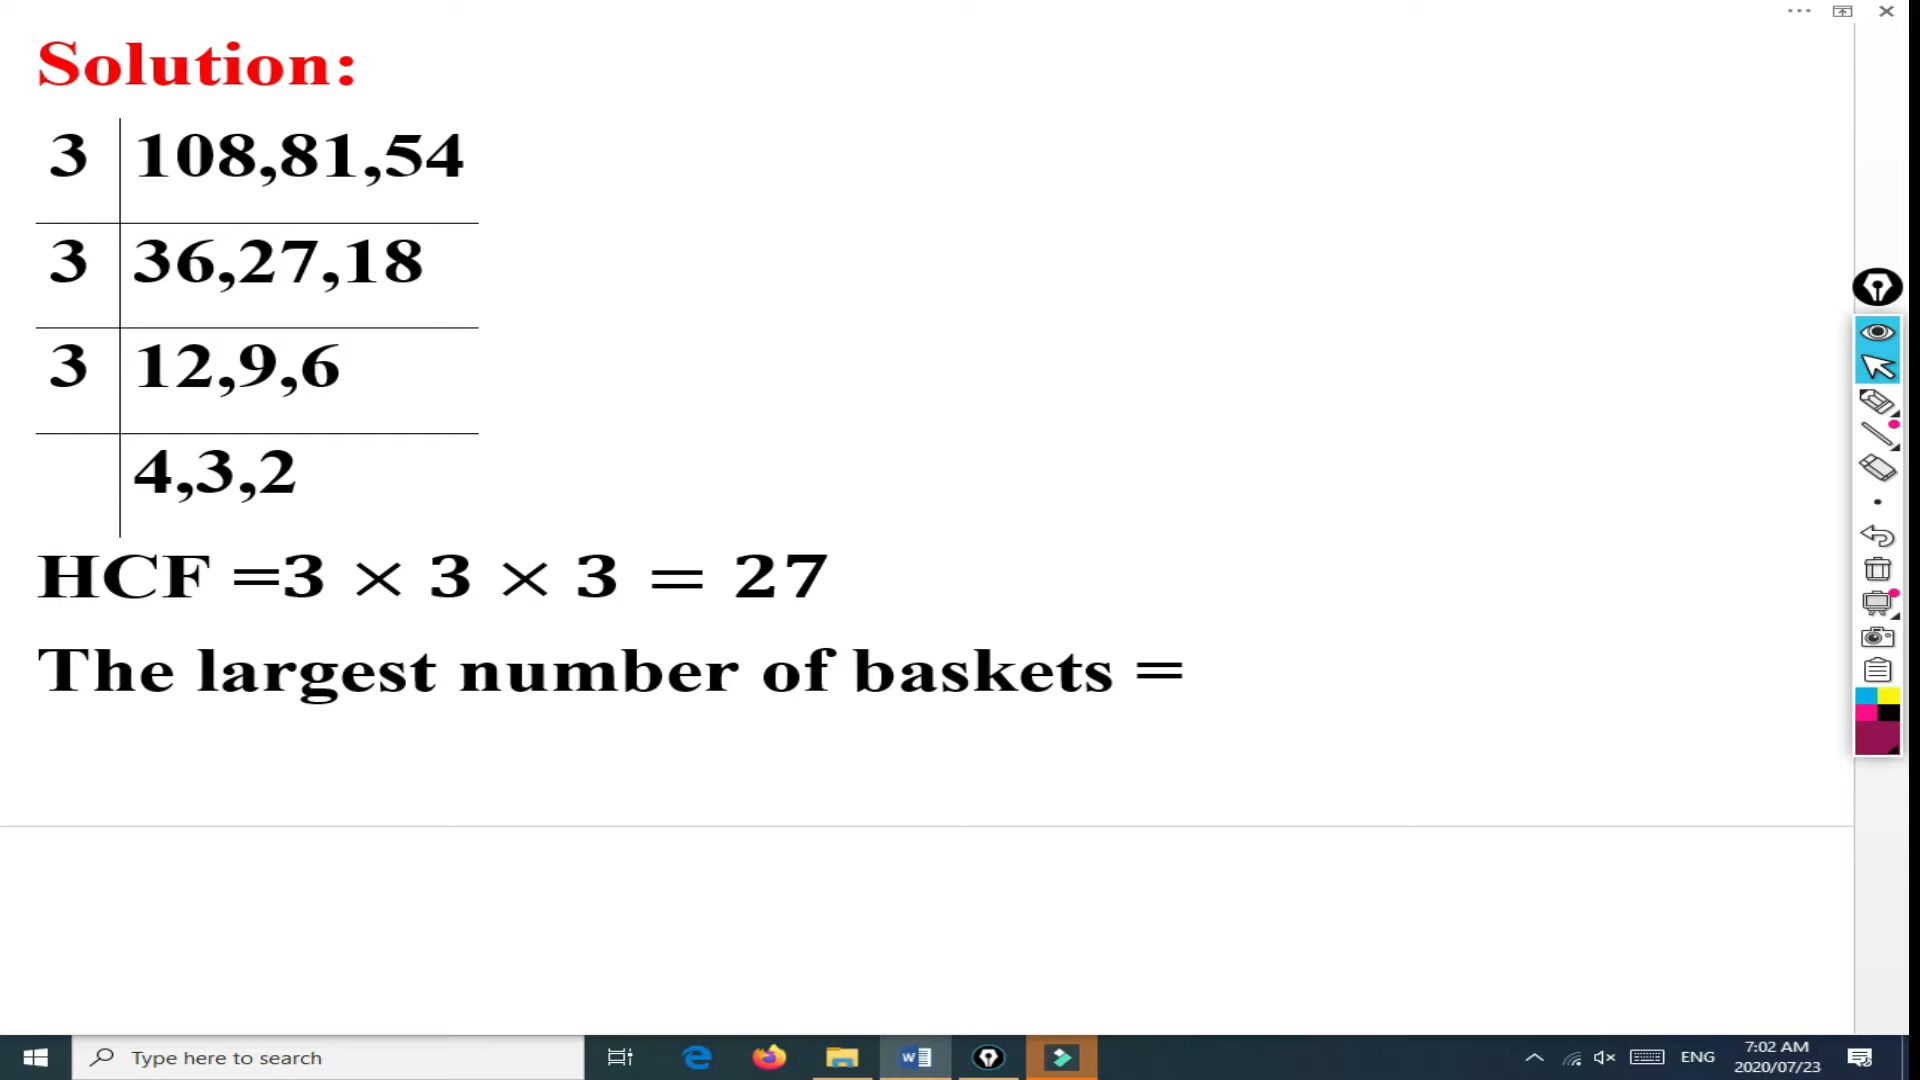 Solution:
3 108,81,54
3 36,27,18
3 12,9,6
4,3,2
HCF =3 × 3 × 3 = 27
The largest number of baskets =
Type here to search
ENG
7:02 AM
2020/07/23